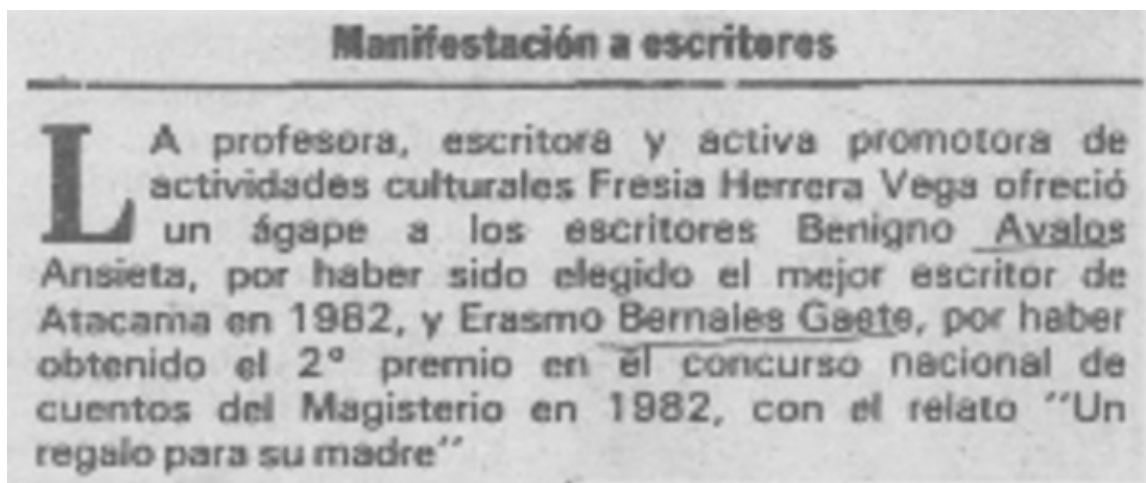 Manifestación a escritores
LA profesora, escritora y activa promotora de
actividades culturales Fresia Herrera Vega ofreció
un ágape a los escritores Benigno Avalos
Ansieta, por haber sido elegido el mejor escritor de
Atacama en 1982, y Erasmo Bernales Gaete, por haber
obtenido el 2º premio en el concurso nacional de
cuentos del Magisterio en 1982, con el relato "Un
regalo para su madre"